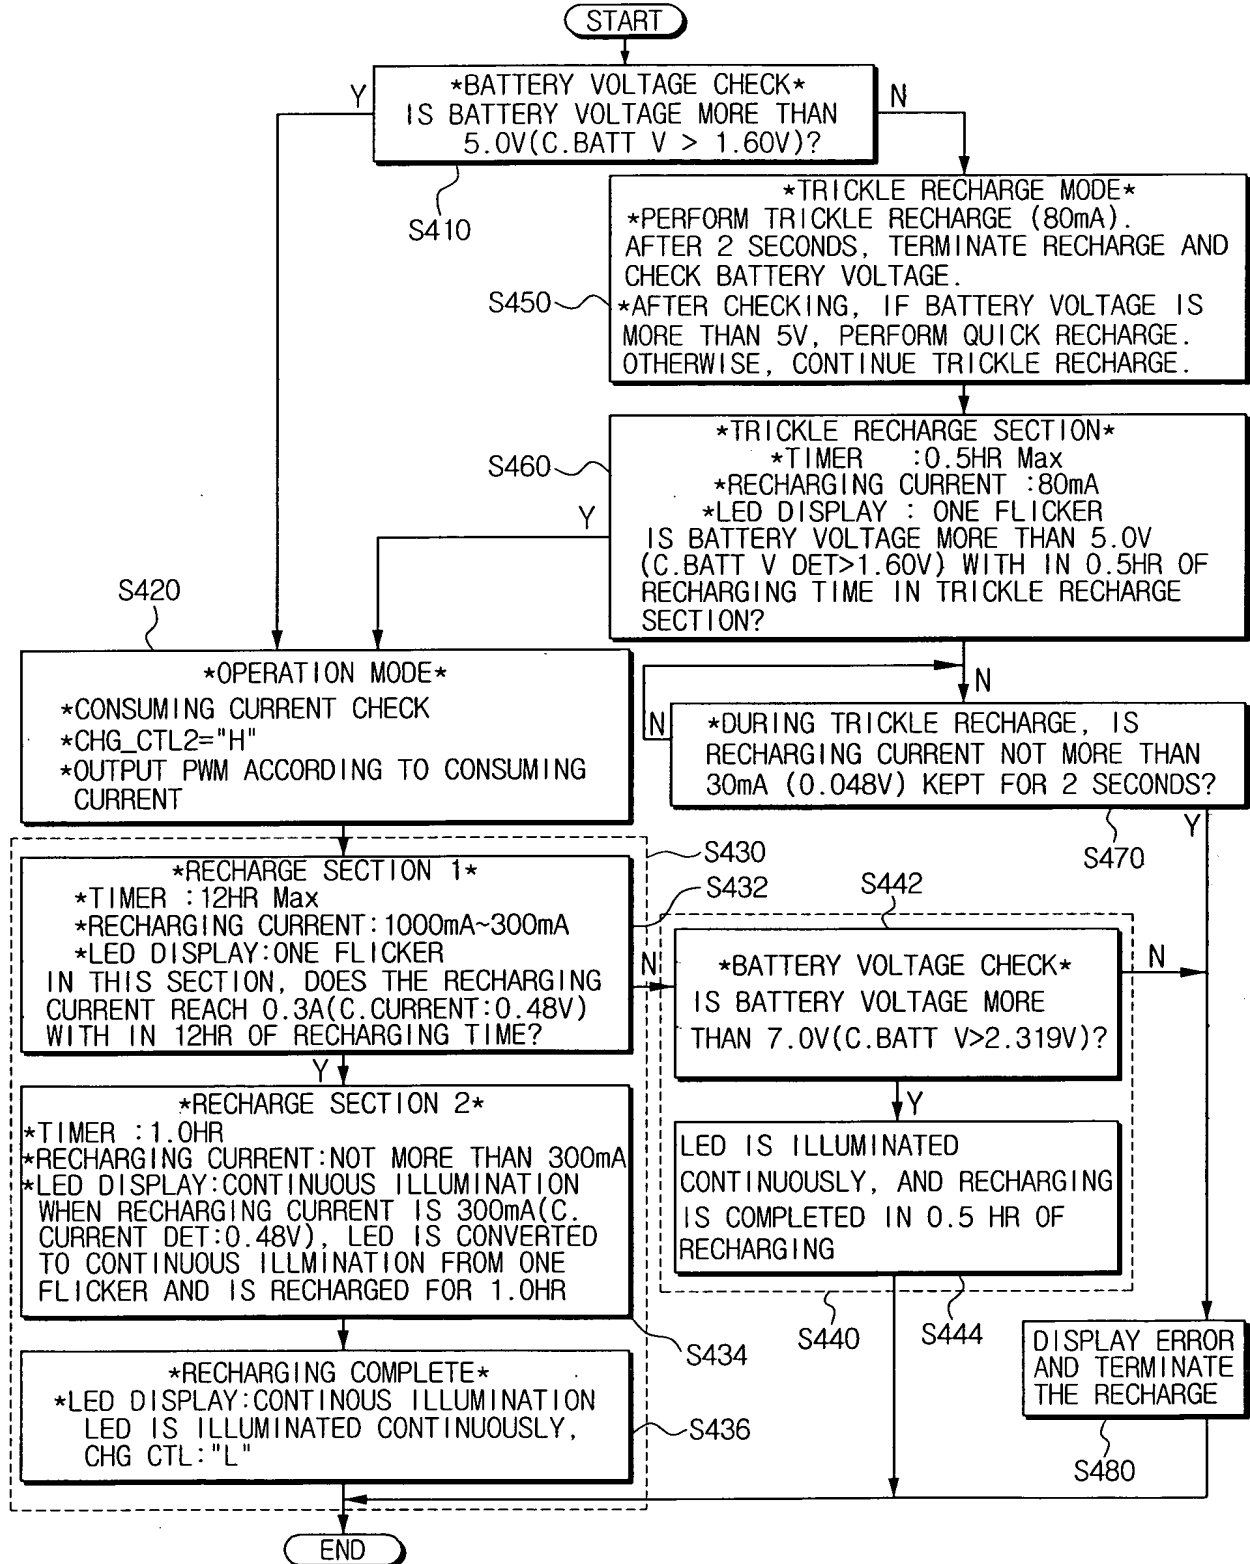 START
*BATTERY VOLTAGE CHECK*
IS BATTERY VOLTAGE MORE THAN
5.0V(C.BATT V > 1.60V)?
Y
N
S410
*TRICKLE RECHARGE MODE*
*PERFORM TRICKLE RECHARGE (80mA).
AFTER 2 SECONDS, TERMINATE RECHARGE AND
CHECK BATTERY VOLTAGE.
*AFTER CHECKING, IF BATTERY VOLTAGE IS
MORE THAN 5V, PERFORM QUICK RECHARGE.
OTHERWISE, CONTINUE TRICKLE RECHARGE.
S450
*TRICKLE RECHARGE SECTION*
*TIMER :0.5HR Max
*RECHARGING CURRENT :80mA
*LED DISPLAY : ONE FLICKER
IS BATTERY VOLTAGE MORE THAN 5.0V
(C.BATT V DET>1.60V) WITH IN 0.5HR OF
RECHARGING TIME IN TRICKLE RECHARGE
SECTION?
S460
Y
N
S420
*OPERATION MODE*
*CONSUMING CURRENT CHECK
*CHG_CTL2="H"
*OUTPUT PWM ACCORDING TO CONSUMING
CURRENT
N
*DURING TRICKLE RECHARGE, IS
RECHARGING CURRENT NOT MORE THAN
30mA (0.048V) KEPT FOR 2 SECONDS?
Y
S470
S430
*RECHARGE SECTION 1*
*TIMER :12HR Max
*RECHARGING CURRENT:1000mA~300mA
*LED DISPLAY:ONE FLICKER
IN THIS SECTION, DOES THE RECHARGING
CURRENT REACH 0.3A(C.CURRENT:0.48V)
WITH IN 12HR OF RECHARGING TIME?
S432
N
Y
S442
*BATTERY VOLTAGE CHECK*
IS BATTERY VOLTAGE MORE
THAN 7.0V(C.BATT V>2.319V)?
N
Y
*RECHARGE SECTION 2*
*TIMER :1.0HR
*RECHARGING CURRENT:NOT MORE THAN 300mA
*LED DISPLAY:CONTINUOUS ILLUMINATION
WHEN RECHARGING CURRENT IS 300mA(C.
CURRENT DET:0.48V), LED IS CONVERTED
TO CONTINUOUS ILLMINATION FROM ONE
FLICKER AND IS RECHARGED FOR 1.0HR
S434
LED IS ILLUMINATED
CONTINUOUSLY, AND RECHARGING
IS COMPLETED IN 0.5 HR OF
RECHARGING
S440
S444
*RECHARGING COMPLETE*
*LED DISPLAY:CONTINOUS ILLUMINATION
LED IS ILLUMINATED CONTINUOUSLY,
CHG CTL:"L"
S436
DISPLAY ERROR
AND TERMINATE
THE RECHARGE
S480
END